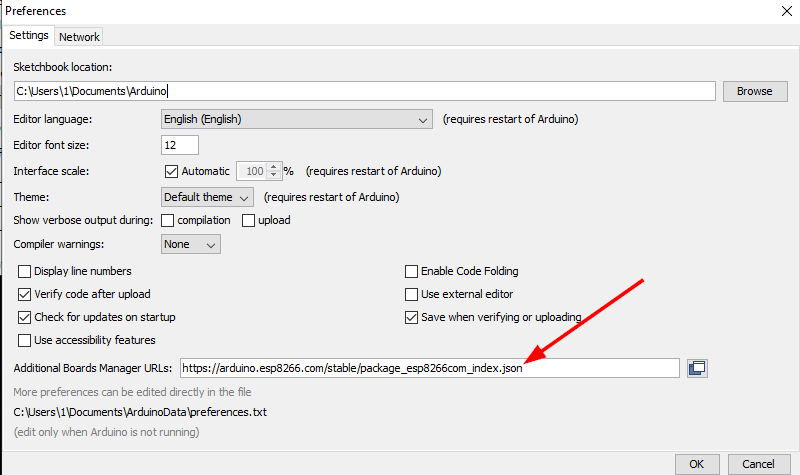 Preferences
Settings Network
Sketchbook location:
C:\Users\1\Documents\Arduino Browse
Editor language: English (English) (requires restart of Arduino)
Editor font size: 12
Interface scale: Automatic 100 % (requires restart of Arduino)
Theme: Default theme (requires restart of Arduino)
Show verbose output during: compilation upload
Compiler warnings: None
Display line numbers Enable Code Folding
Verify code after upload Use external editor
Check for updates on startup Save when verifying or uploading
Use accessibility features
Additional Boards Manager URLs: https://arduino.esp8266.com/stable/package_esp8266com_index.json
More preferences can be edited directly in the file
C:\Users\1\Documents\ArduinoData\preferences.txt
(edit only when Arduino is not running)
OK Cancel